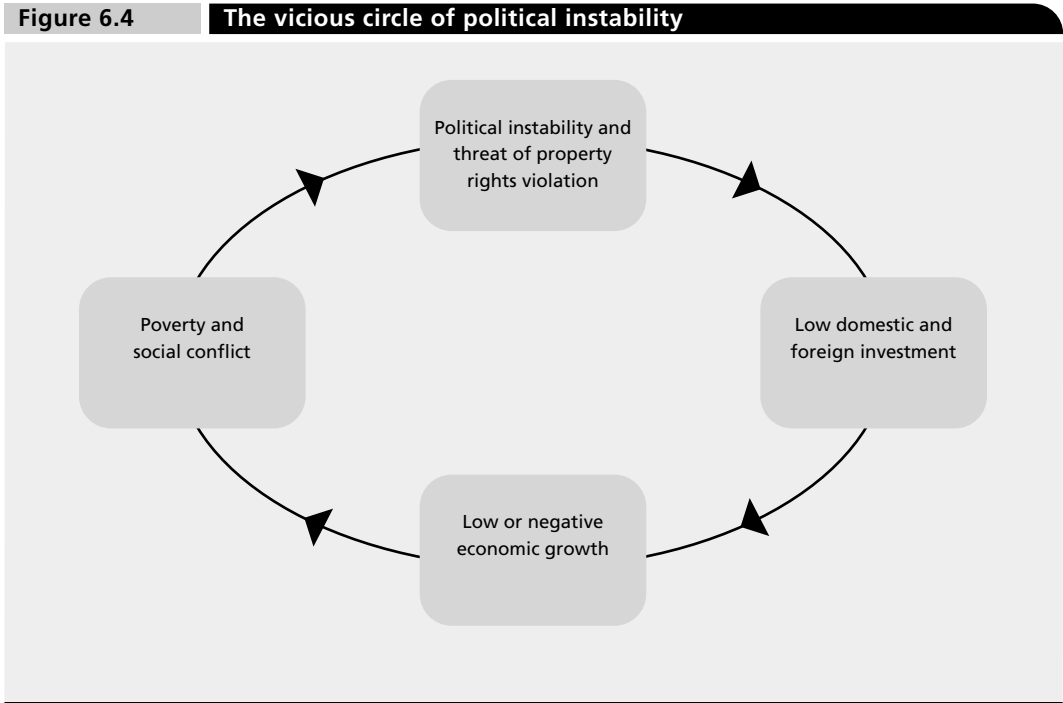 Figure 6.4 The vicious circle of political instability
Political instability and
threat of property
rights violation
Poverty and
social conflict
Low domestic and
foreign investment
Low or negative
economic growth